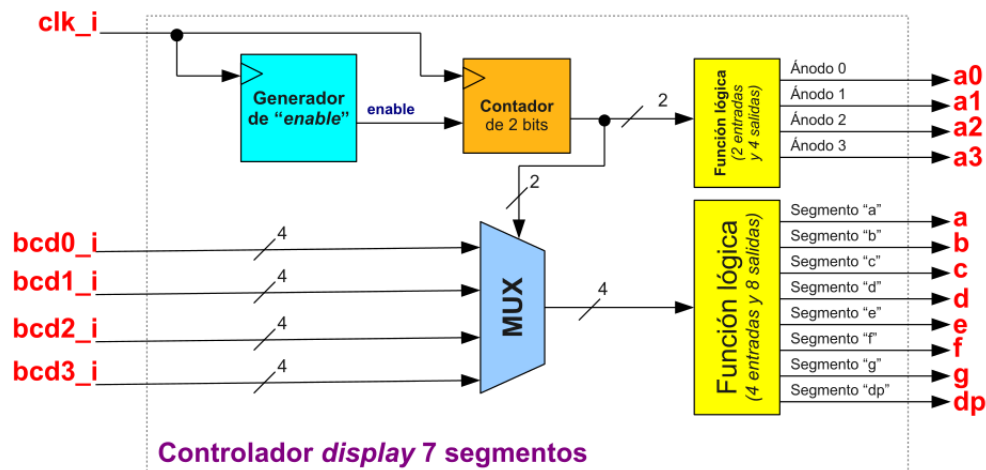 clk_i
Generador
de “enable”
enable
Contador
de 2 bits
2
2
Función lógica
(2 entradas
y 4 salidas)
Ánodo 0
Ánodo 1
Ánodo 2
Ánodo 3
a0
a1
a2
a3
bcd0_i
bcd1_i
bcd2_i
bcd3_i
4
4
4
4
MUX
4
Función lógica
(4 entradas y 8 salidas)
Segmento “a”
Segmento “b”
Segmento “c”
Segmento “d”
Segmento “e”
Segmento “f”
Segmento “g”
Segmento “dp”
a
b
c
d
e
f
g
dp
Controlador display 7 segmentos